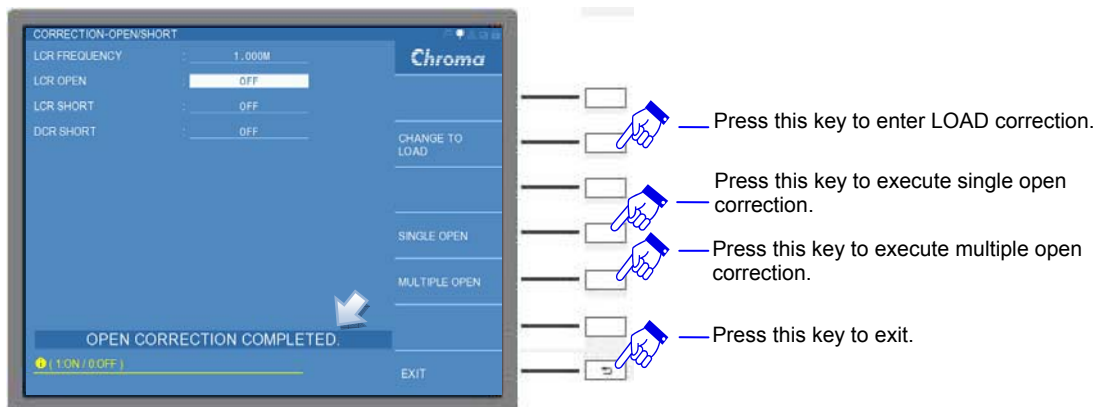 CORRECTION-OPEN/SHORT
LCR FREQUENCY : 1.000M
LCR OPEN : OFF
LCR SHORT : OFF
DCR SHORT : OFF
Chroma
CHANGE TO
LOAD
SINGLE OPEN
MULTIPLE OPEN
EXIT
OPEN CORRECTION COMPLETED.
( 1:ON / 0:OFF )
Press this key to enter LOAD correction.
Press this key to execute single open
correction.
Press this key to execute multiple open
correction.
Press this key to exit.